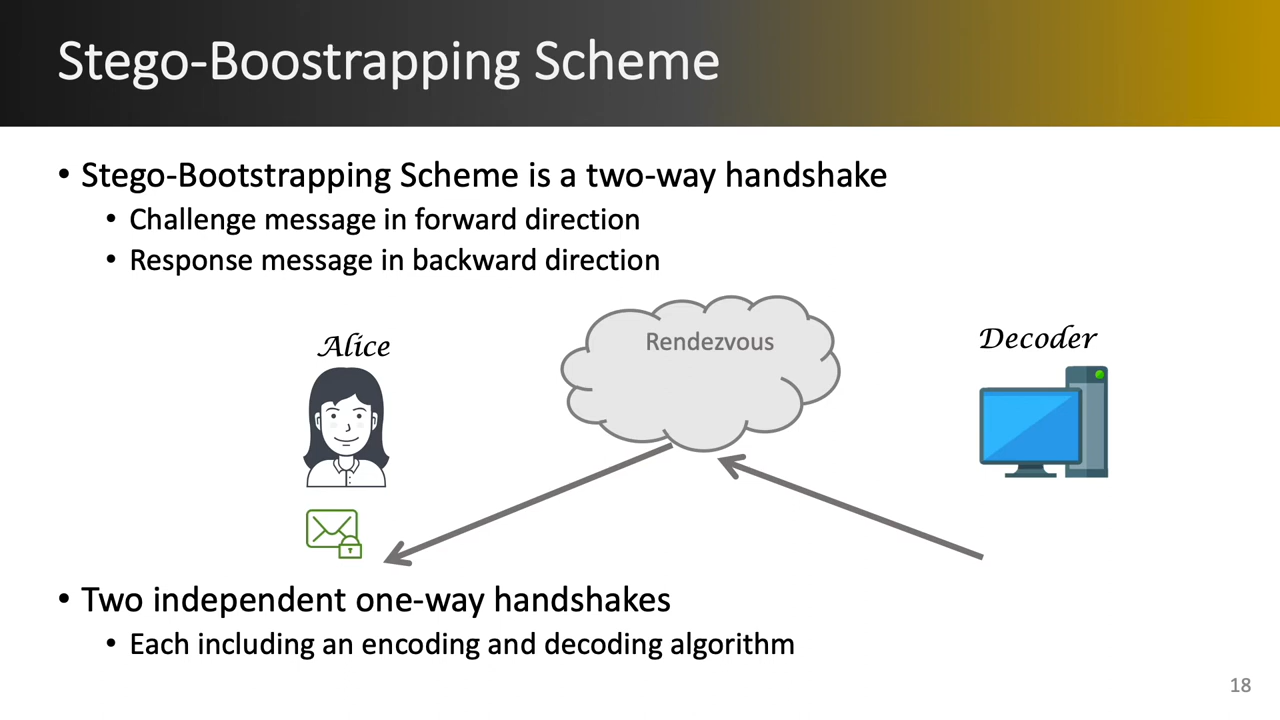 Stego-Boostrapping Scheme
• Stego-Bootstrapping Scheme is a two-way handshake
• Challenge message in forward direction
• Response message in backward direction
Alice
Rendezvous
Decoder
• Two independent one-way handshakes
• Each including an encoding and decoding algorithm
18